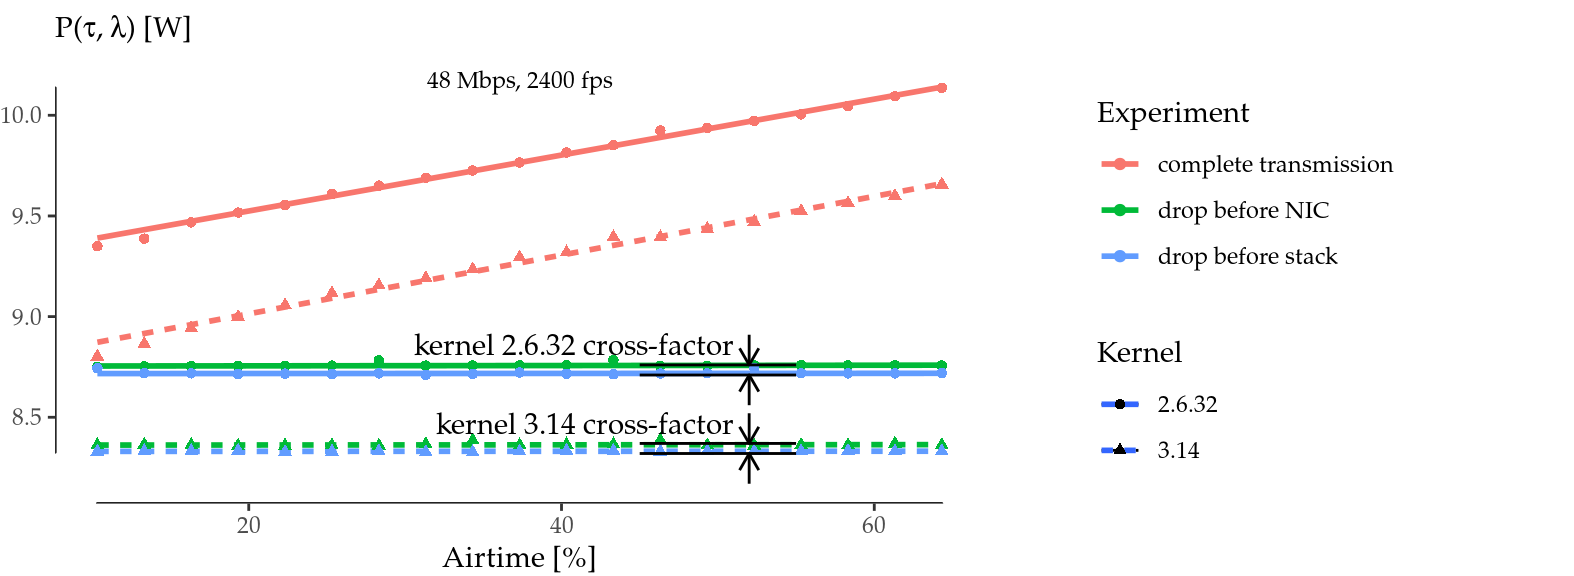 P(τ, λ) [W]
48 Mbps, 2400 fps
10.0
9.5
9.0
8.5
kernel 2.6.32 cross-factor
kernel 3.14 cross-factor
20
40
60
Airtime [%]
Experiment
complete transmission
drop before NIC
drop before stack
Kernel
2.6.32
3.14